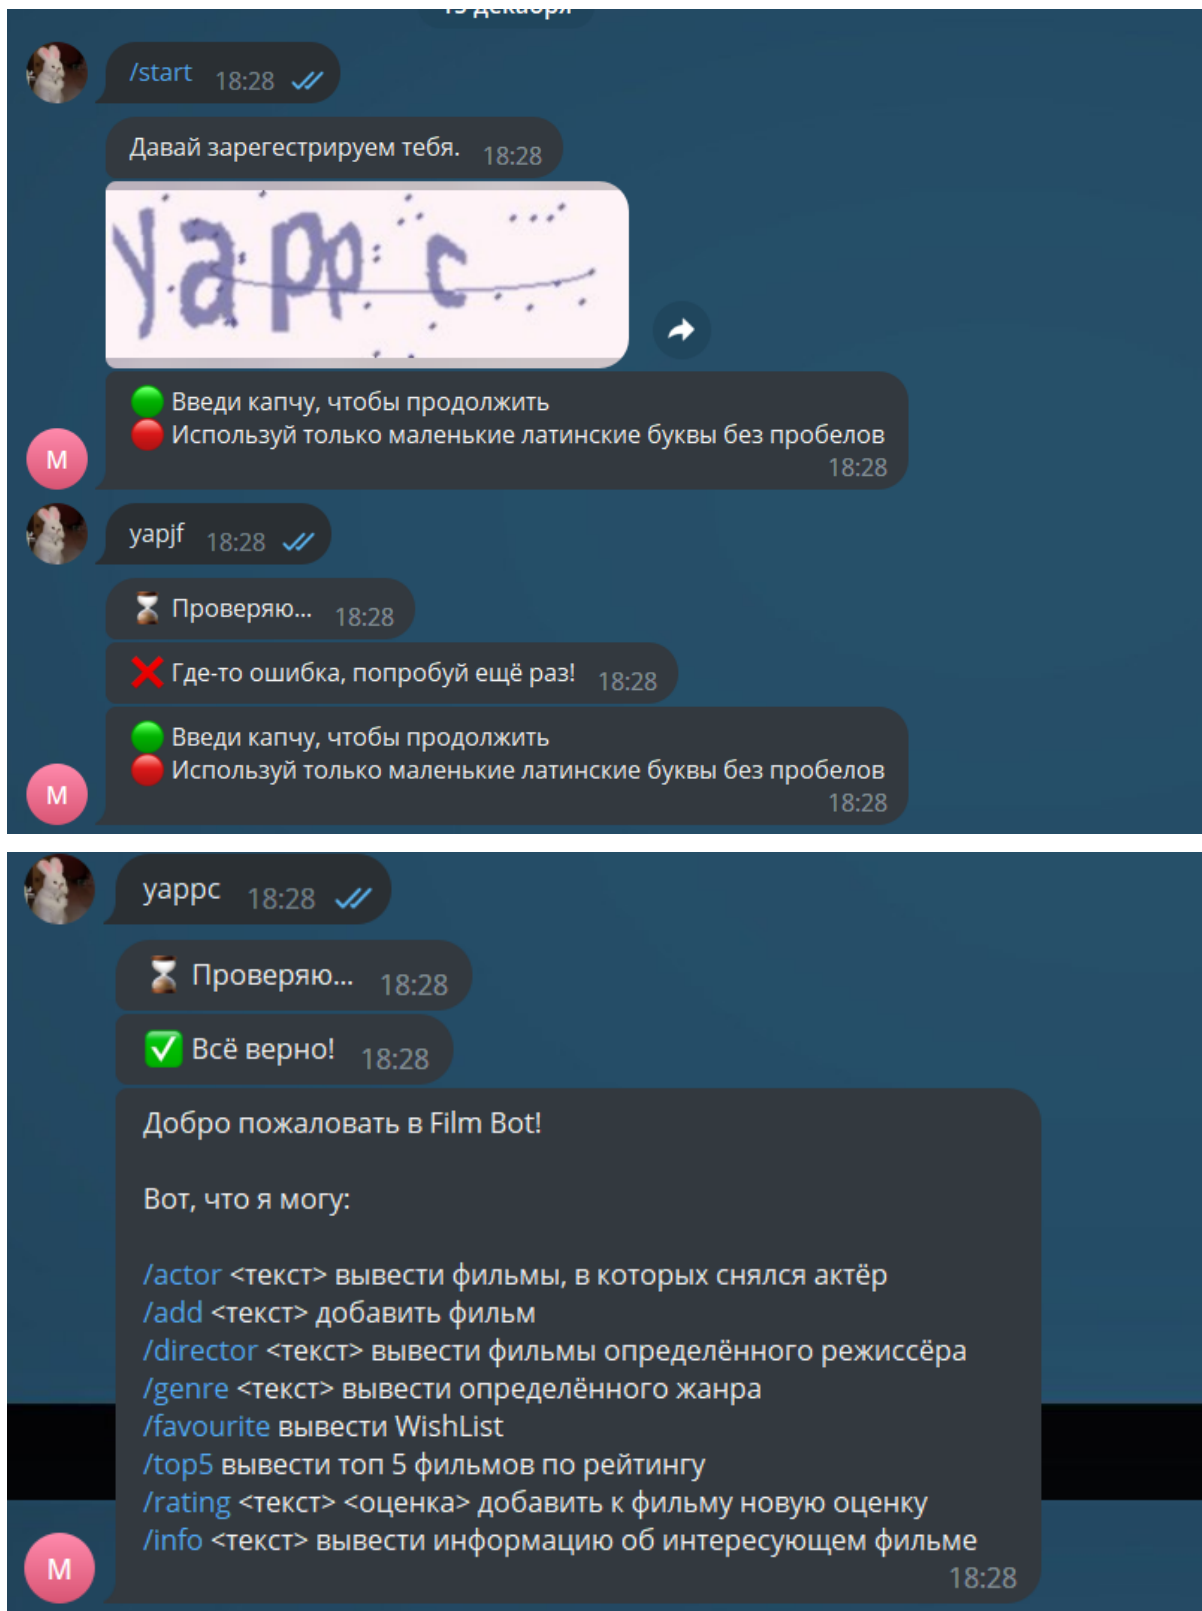 15 декабря
/start 18:28
Давай зарегестрируем тебя. 18:28
yapp c
Введи капчу, чтобы продолжить
Используй только маленькие латинские буквы без пробелов
18:28
M
yapjf 18:28
Проверяю... 18:28
Где-то ошибка, попробуй ещё раз! 18:28
Введи капчу, чтобы продолжить
Используй только маленькие латинские буквы без пробелов
18:28
M
yappc 18:28
Проверяю... 18:28
Всё верно! 18:28
Добро пожаловать в Film Bot!
Вот, что я могу:
/actor <текст> вывести фильмы, в которых снялся актёр
/add <текст> добавить фильм
/director <текст> вывести фильмы определённого режиссёра
/genre <текст> вывести определённого жанра
/favourite вывести WishList
/top5 вывести топ 5 фильмов по рейтингу
/rating <текст> <оценка> добавить к фильму новую оценку
/info <текст> вывести информацию об интересующем фильме
18:28
M